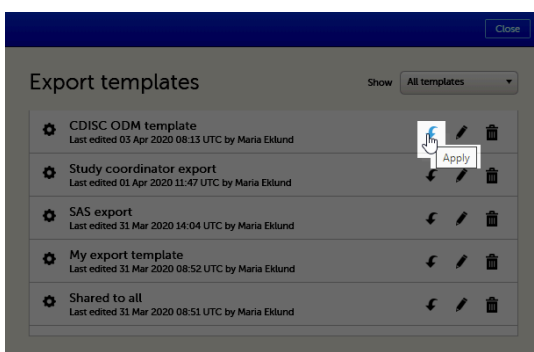 Close
Export templates
Show All templates
CDISC ODM template
Last edited 03 Apr 2020 08:13 UTC by Maria Eklund
Apply
Study coordinator export
Last edited 01 Apr 2020 11:47 UTC by Maria Eklund
SAS export
Last edited 31 Mar 2020 14:04 UTC by Maria Eklund
My export template
Last edited 31 Mar 2020 08:52 UTC by Maria Eklund
Shared to all
Last edited 31 Mar 2020 08:51 UTC by Maria Eklund